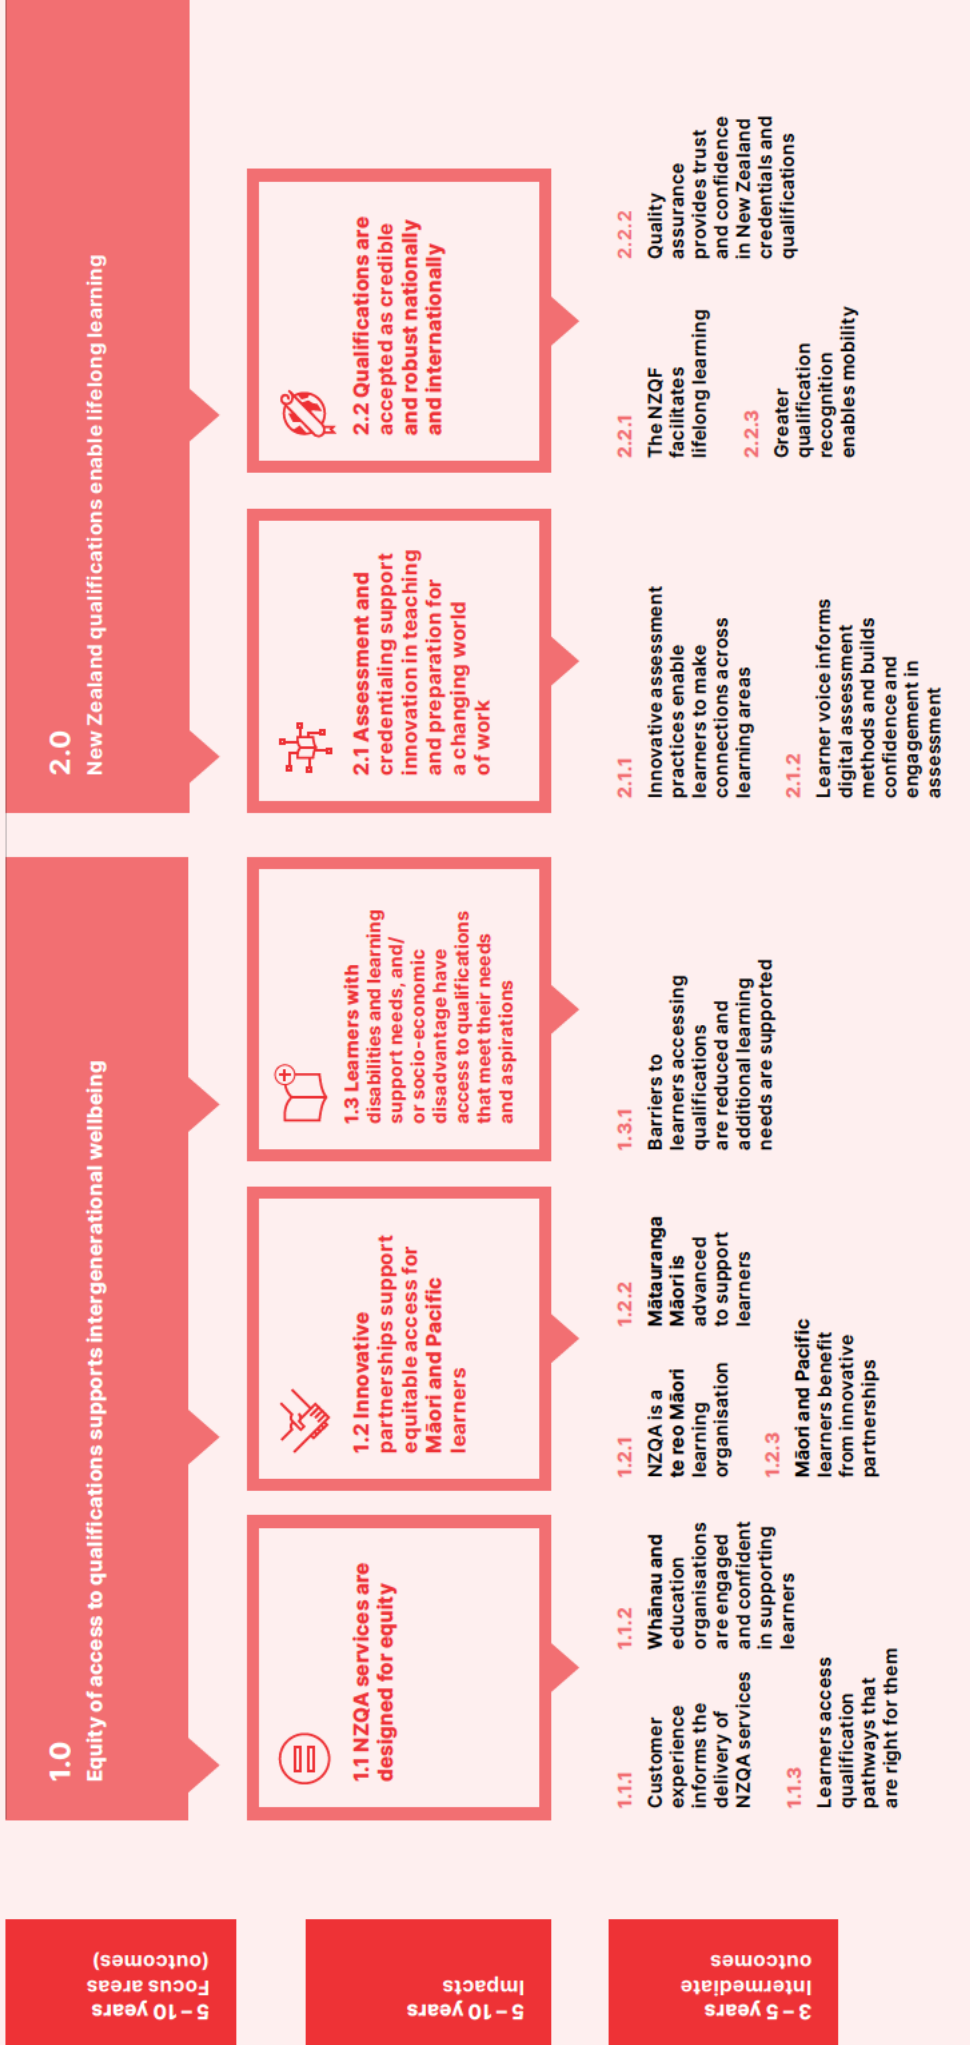 5 – 10 years
Focus areas
(outcomes)
1.0
Equity of access to qualifications supports intergenerational wellbeing
2.0
New Zealand qualifications enable lifelong learning
5 – 10 years
Impacts
1.1 NZQA services are
designed for equity
1.2 Innovative
partnerships support
equitable access for
Māori and Pacific
learners
1.3 Learners with
disabilities and learning
support needs, and/
or socio-economic
disadvantage have
access to qualifications
that meet their needs
and aspirations
2.1 Assessment and
credentialing support
innovation in teaching
and preparation for
a changing world
of work
2.2 Qualifications are
accepted as credible
and robust nationally
and internationally
3 – 5 years
Intermediate
outcomes
1.1.1
Customer
experience
informs the
delivery of
NZQA services
1.1.2
Whānau and
education
organisations
are engaged
and confident
in supporting
learners
1.1.3
Learners access
qualification
pathways that
are right for them
1.2.1
NZQA is a
te reo Māori
learning
organisation
1.2.2
Mātauranga
Māori is
advanced
to support
learners
1.2.3
Māori and Pacific
learners benefit
from innovative
partnerships
1.3.1
Barriers to
learners accessing
qualifications
are reduced and
additional learning
needs are supported
2.1.1
Innovative assessment
practices enable
learners to make
connections across
learning areas
2.1.2
Learner voice informs
digital assessment
methods and builds
confidence and
engagement in
assessment
2.2.1
The NZQF
facilitates
lifelong learning
2.2.2
Quality
assurance
provides trust
and confidence
in New Zealand
credentials and
qualifications
2.2.3
Greater
qualification
recognition
enables mobility